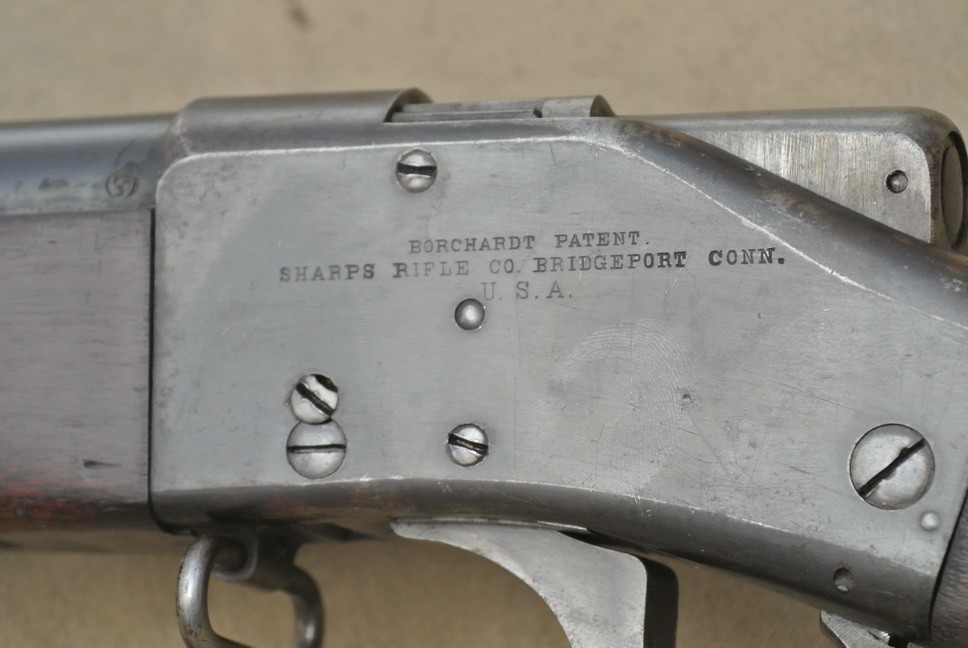 BORCHARDT PATENT.
SHARPS RIFLE CO. BRIDGEPORT CONN.
U. S. A.